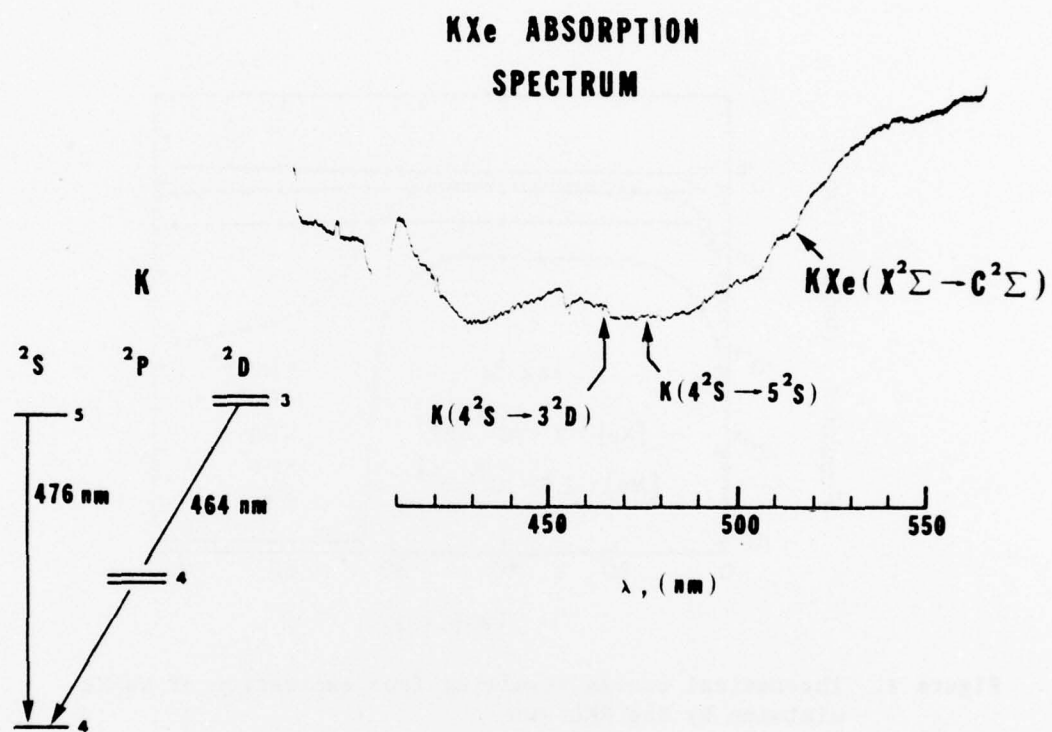 KXe ABSORPTION
SPECTRUM
KXe(X²Σ → C²Σ)
K
²S
²P
²D
3
5
K(4²S → 3²D)
K(4²S → 5²S)
476 nm
464 nm
450
500
550
4
λ, (nm)
4